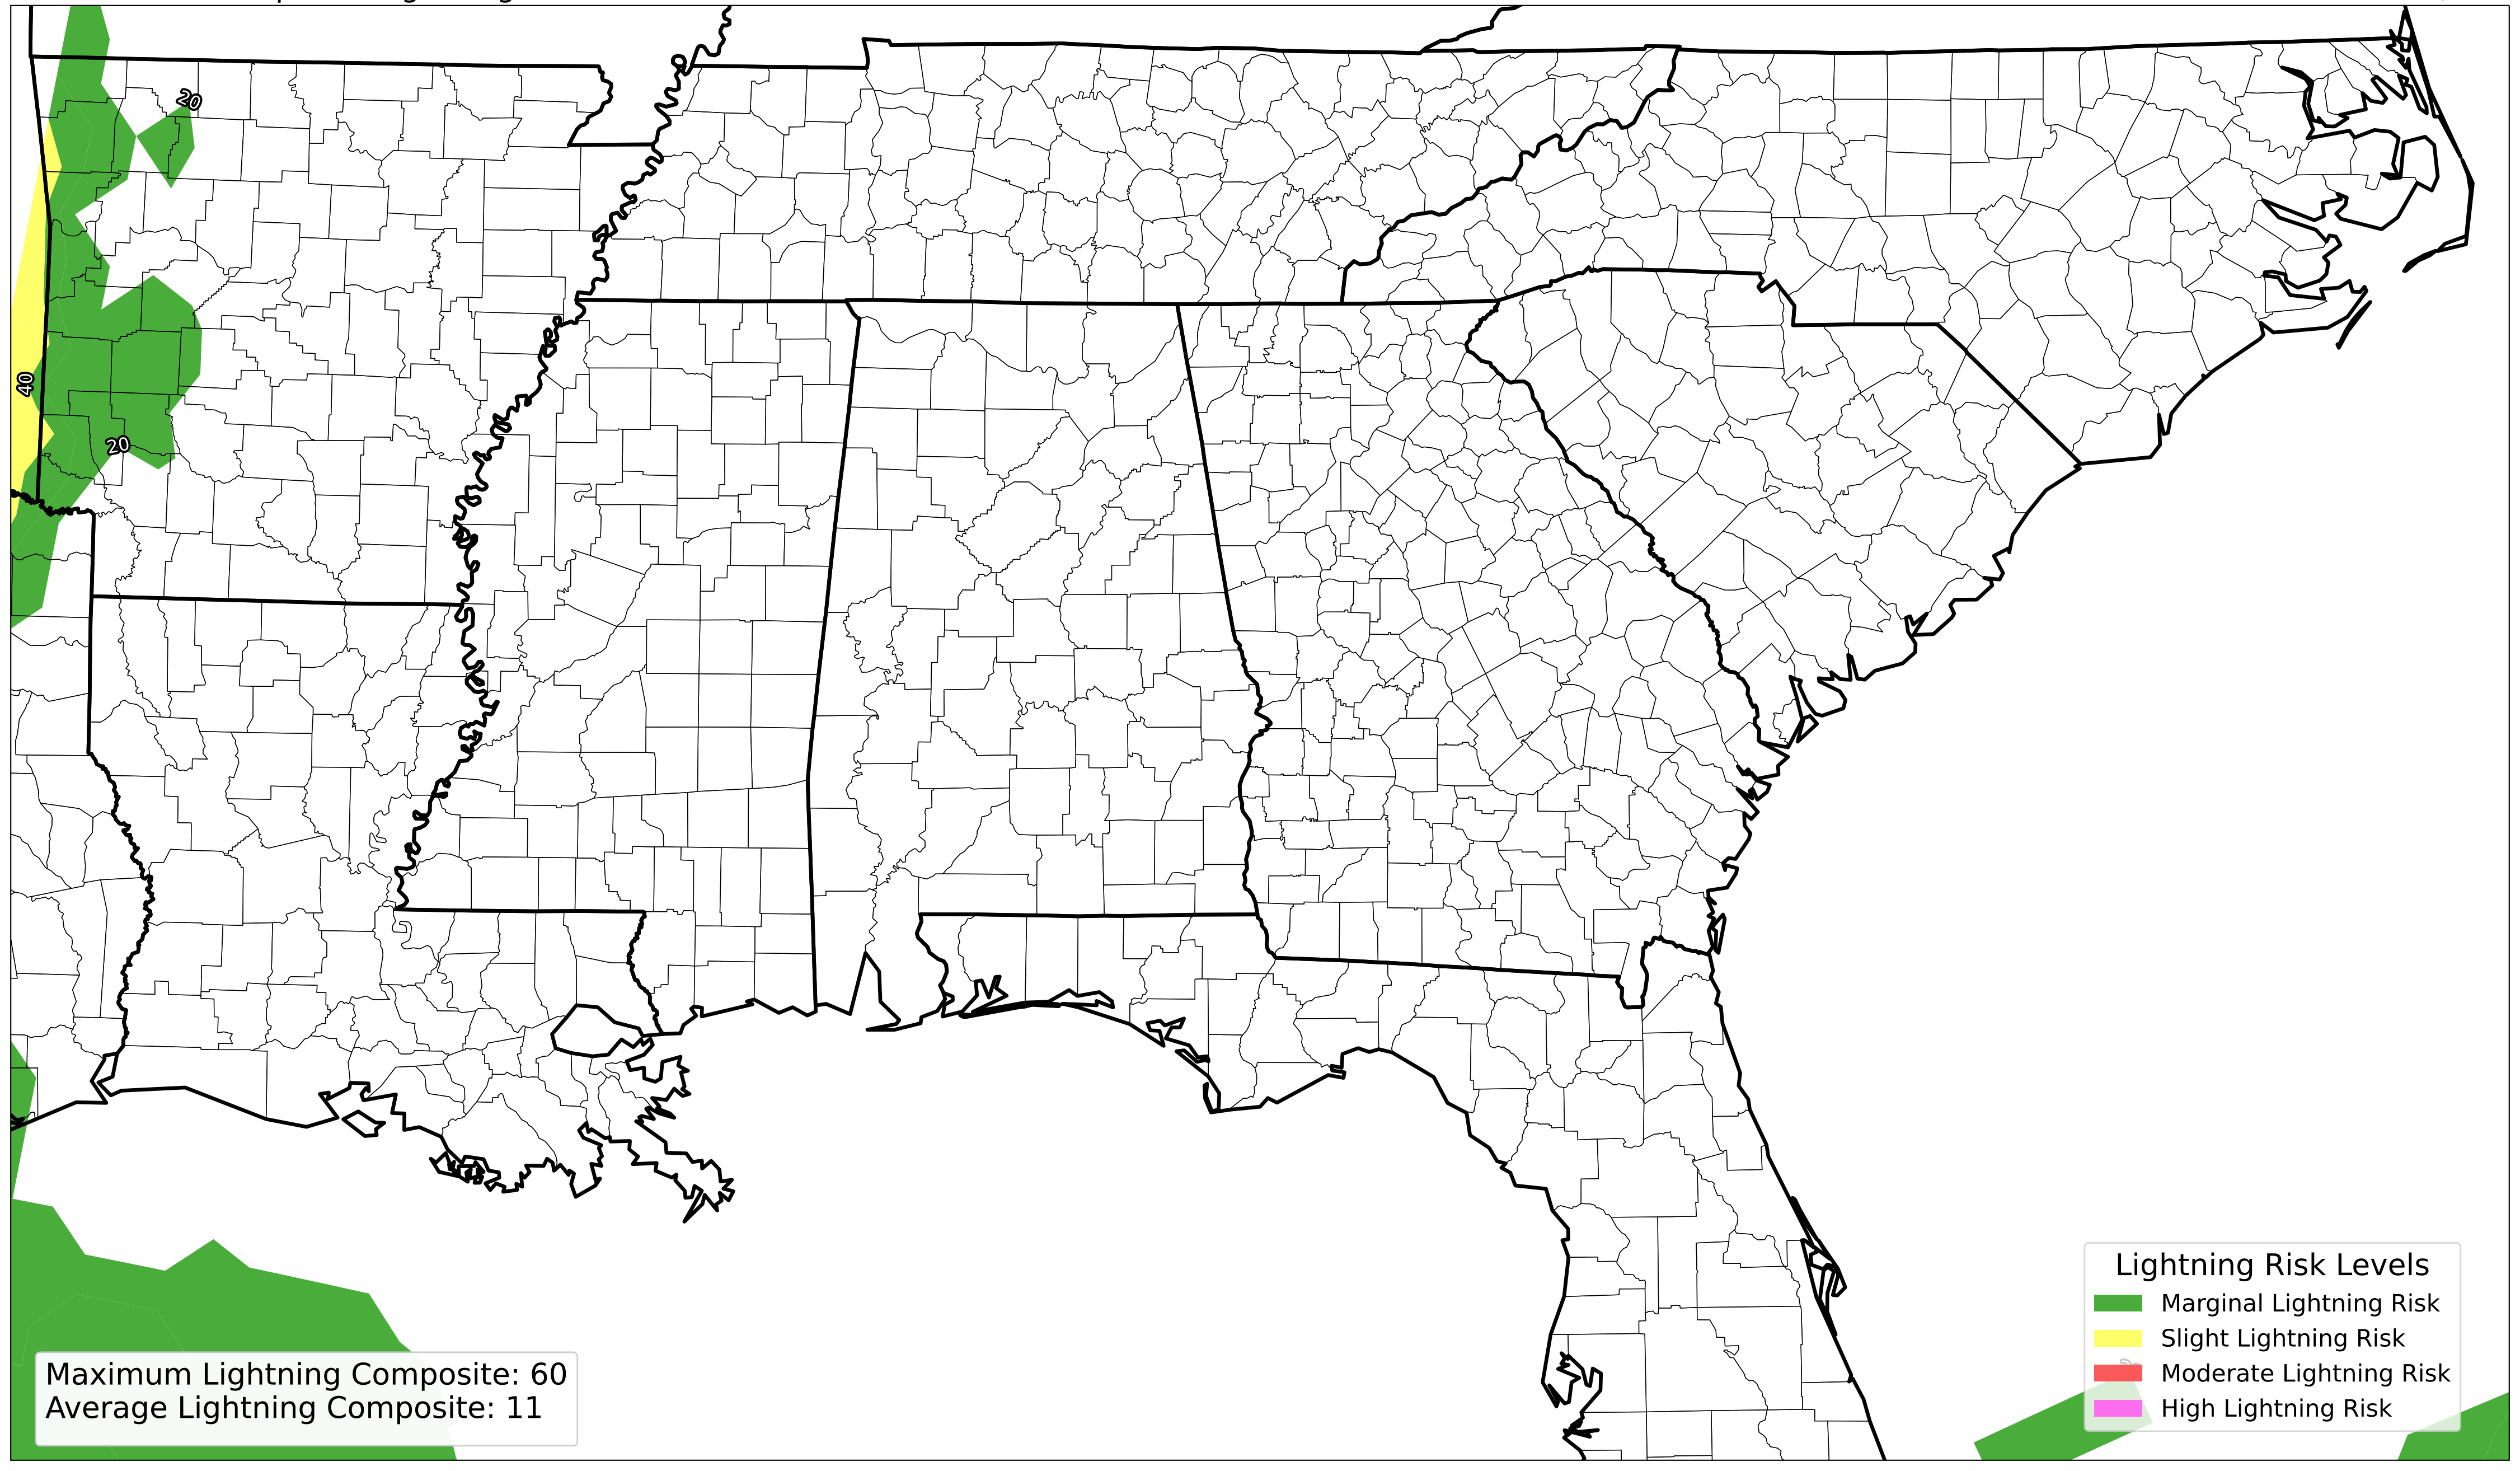 20
40
20
Lightning Risk Levels
Marginal Lightning Risk
Slight Lightning Risk
Moderate Lightning Risk
High Lightning Risk
Maximum Lightning Composite: 60
Average Lightning Composite: 11